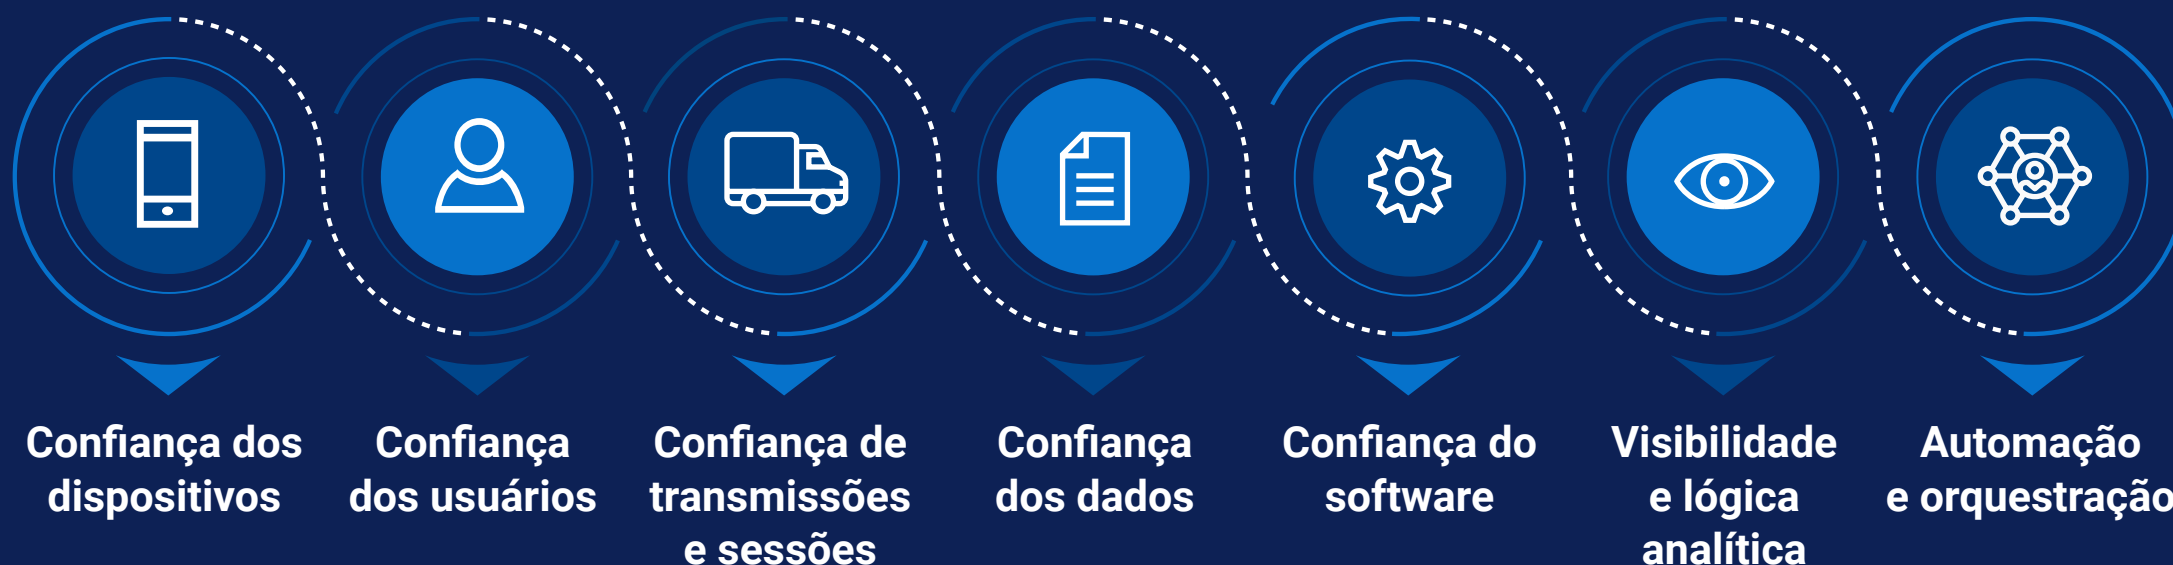 Confiança dos
dispositivos
Confiança
dos usuários
Confiança de
transmissões
e sessões
Confiança
dos dados
Confiança do
software
Visibilidade
e lógica
analítica
Automação
e orquestração